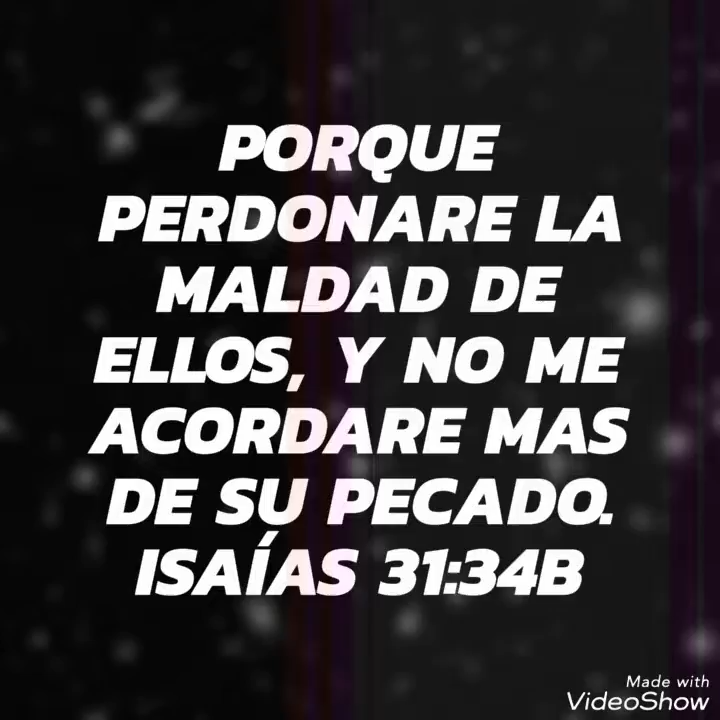 PORQUE
PERDONARE LA
MALDAD DE
ELLOS, Y NO ME
ACORDARE MAS
DE SU PECADO.
ISAÍAS 31:34B
Made with
VideoShow